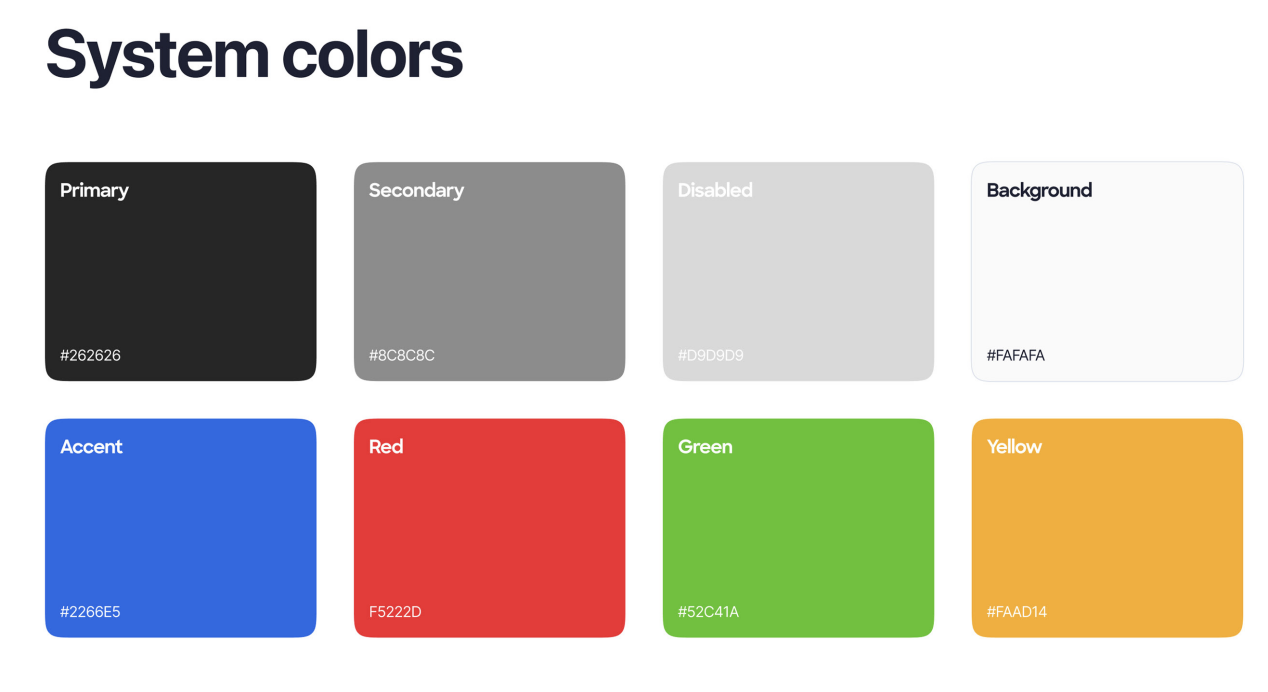 System colors
Primary
#262626
Secondary
#8C8C8C
Disabled
#D9D9D9
Background
#FAFAFA
Accent
#2266E5
Red
F5222D
Green
#52C41A
Yellow
#FAAD14